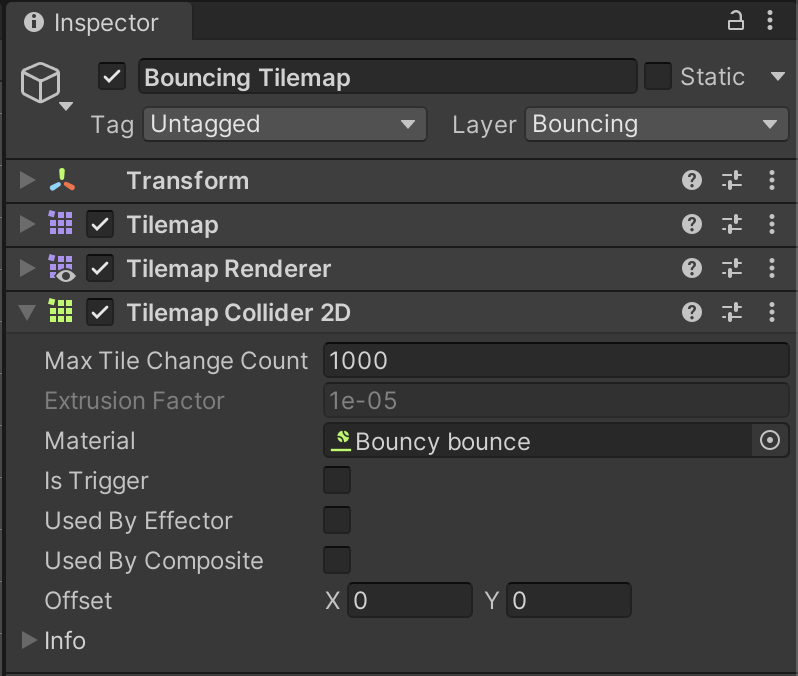 Inspector
Bouncing Tilemap Static
Tag Untagged Layer Bouncing
Transform
Tilemap
Tilemap Renderer
Tilemap Collider 2D
Max Tile Change Count 1000
Extrusion Factor 1e-05
Material Bouncy bounce
Is Trigger
Used By Effector
Used By Composite
Offset X 0 Y 0
Info